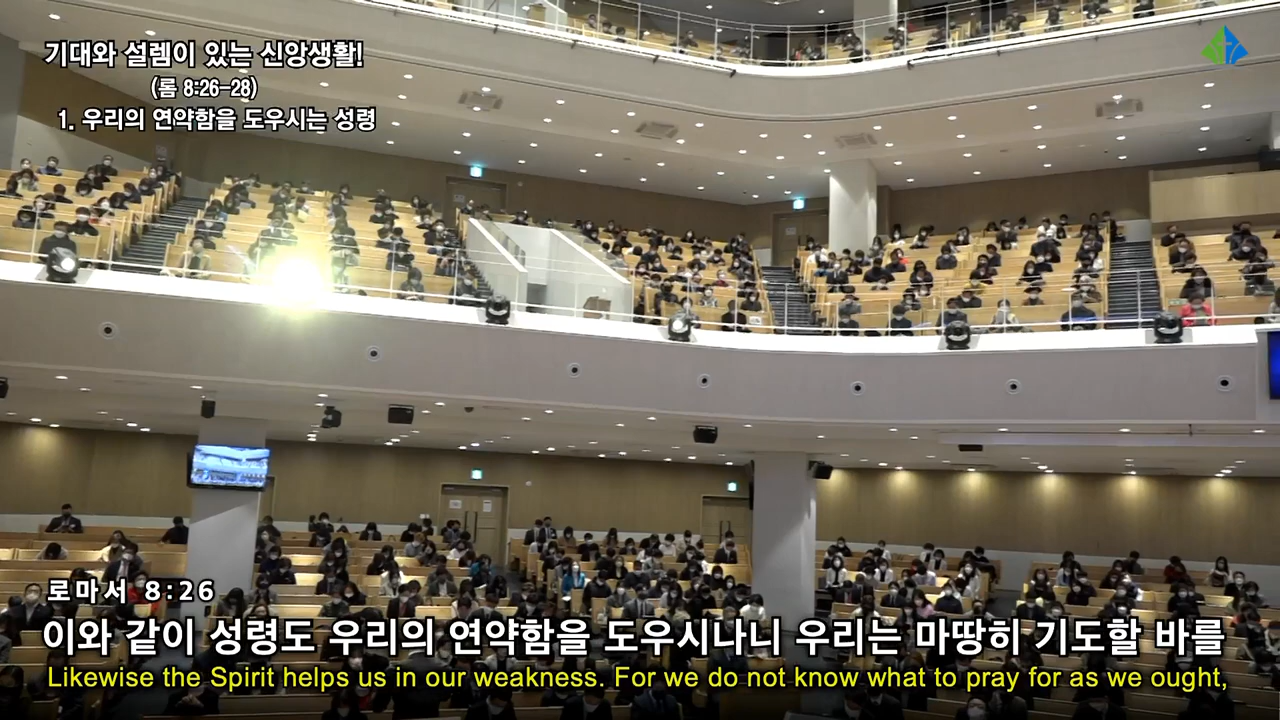 기대와 설렘이 있는 신앙생활!
(롬 8:26-28)
1. 우리의 연약함을 도우시는 성령
로마서 8:26
이와 같이 성령도 우리의 연약함을 도우시나니 우리는 마땅히 기도할 바를
Likewise the Spirit helps us in our weakness. For we do not know what to pray for as we ought,